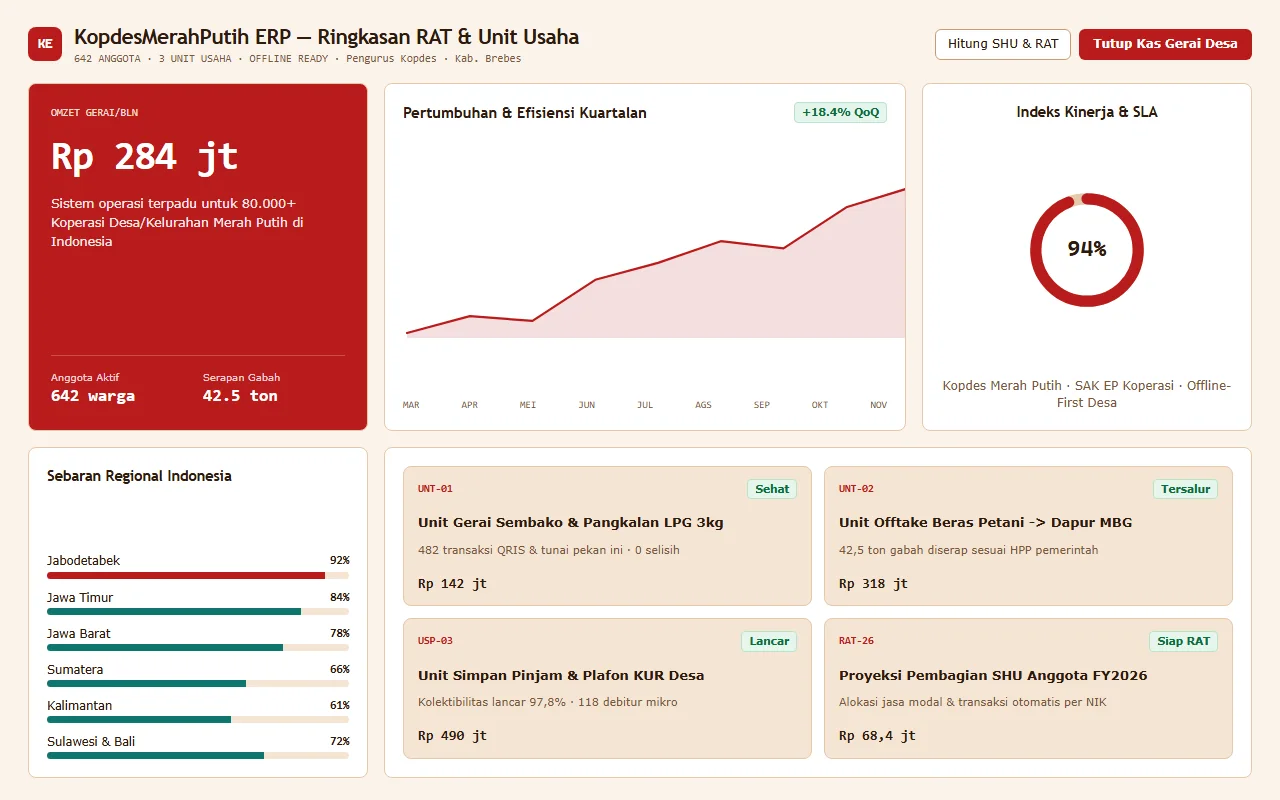 KE
KopdesMerahPutih ERP — Ringkasan RAT & Unit Usaha
642 ANGGOTA · 3 UNIT USAHA · OFFLINE READY · Pengurus Kopdes · Kab. Brebes
Hitung SHU & RAT
Tutup Kas Gerai Desa
OMZET GERAI/BLN
Rp 284 jt
Sistem operasi terpadu untuk 80.000+
Koperasi Desa/Kelurahan Merah Putih di
Indonesia
Anggota Aktif
642 warga
Serapan Gabah
42.5 ton
Pertumbuhan & Efisiensi Kuartalan
+18.4% QoQ
MAR APR MEI JUN JUL AGS SEP OKT NOV
Indeks Kinerja & SLA
94%
Kopdes Merah Putih · SAK EP Koperasi · Offline-
First Desa
Sebaran Regional Indonesia
Jabodetabek 92%
Jawa Timur 84%
Jawa Barat 78%
Sumatera 66%
Kalimantan 61%
Sulawesi & Bali 72%
UNT-01
Sehat
Unit Gerai Sembako & Pangkalan LPG 3kg
482 transaksi QRIS & tunai pekan ini · 0 selisih
Rp 142 jt
UNT-02
Tersalur
Unit Offtake Beras Petani -> Dapur MBG
42,5 ton gabah diserap sesuai HPP pemerintah
Rp 318 jt
USP-03
Lancar
Unit Simpan Pinjam & Plafon KUR Desa
Kolektibilitas lancar 97,8% · 118 debitur mikro
Rp 490 jt
RAT-26
Siap RAT
Proyeksi Pembagian SHU Anggota FY2026
Alokasi jasa modal & transaksi otomatis per NIK
Rp 68,4 jt